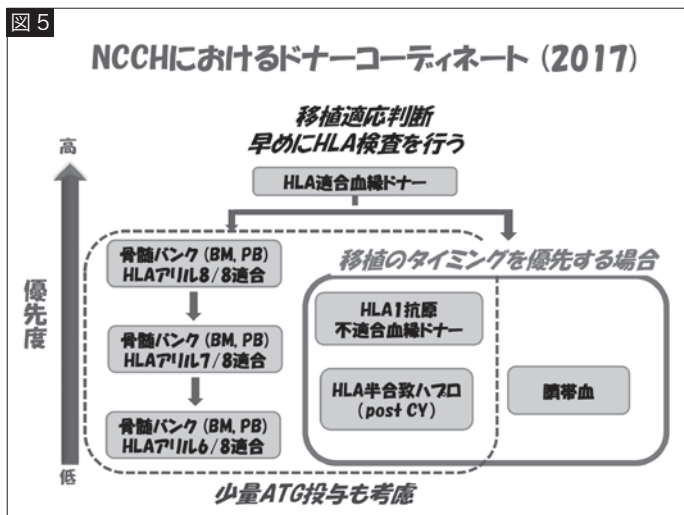 図5
NCCHにおけるドナーコーディネート (2017)
移植適応判断
早めにHLA検査を行う
高
HLA適合血縁ドナー
骨髄バンク (BM, PB)
HLAアリル8/8適合
移植のタイミングを優先する場合
HLA1抗原
不適合血縁ドナー
優先度
骨髄バンク (BM, PB)
HLAアリル7/8適合
HLA半合致ハプロ
(post CY)
臍帯血
骨髄バンク (BM, PB)
HLAアリル6/8適合
低
少量ATG投与も考慮